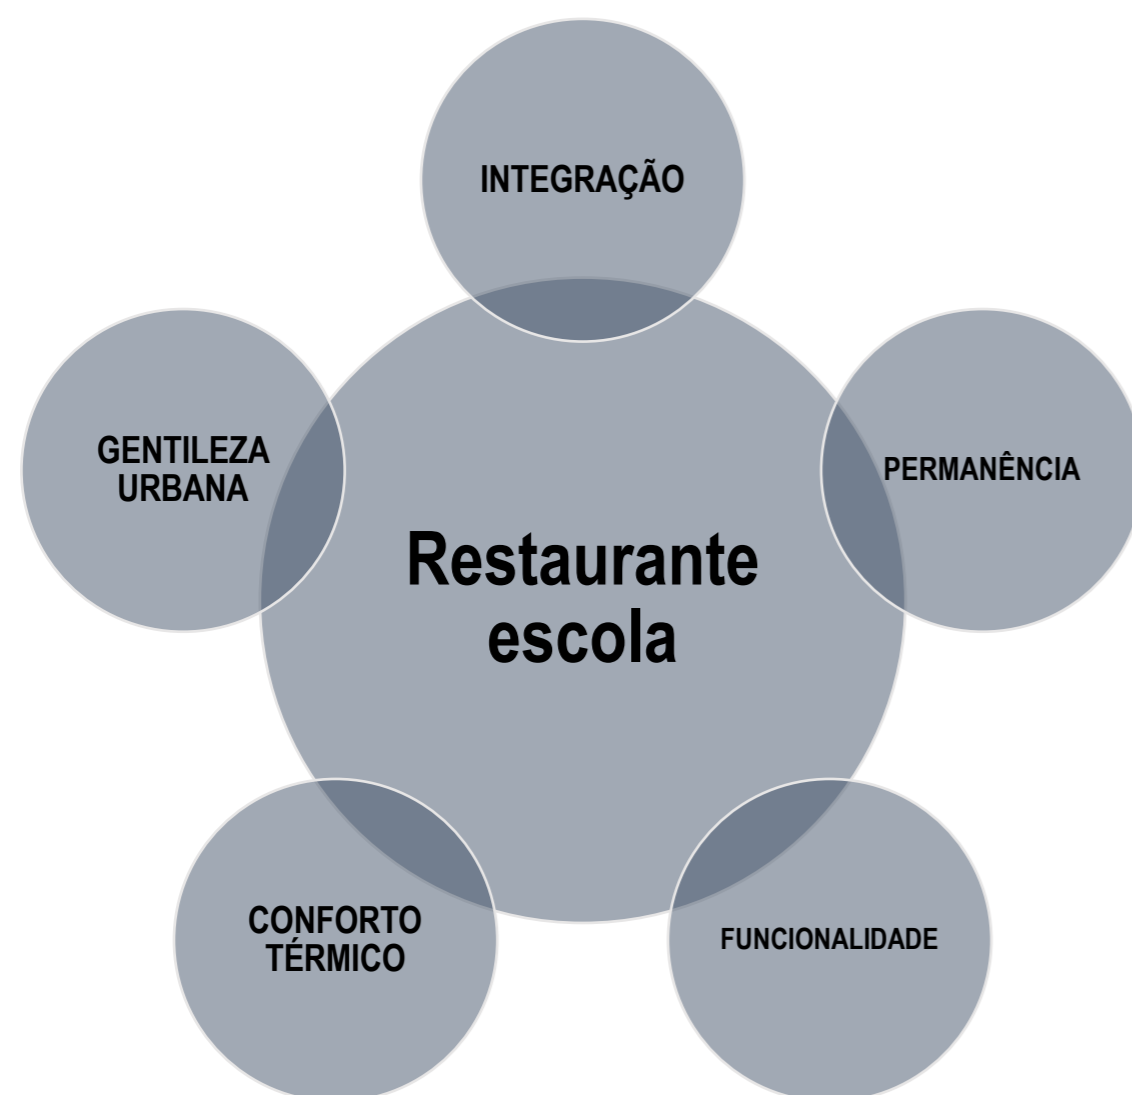 INTEGRAÇÃO
GENTILEZA
URBANA
PERMANÊNCIA
Restaurante
escola
CONFORTO
TÉRMICO
FUNCIONALIDADE